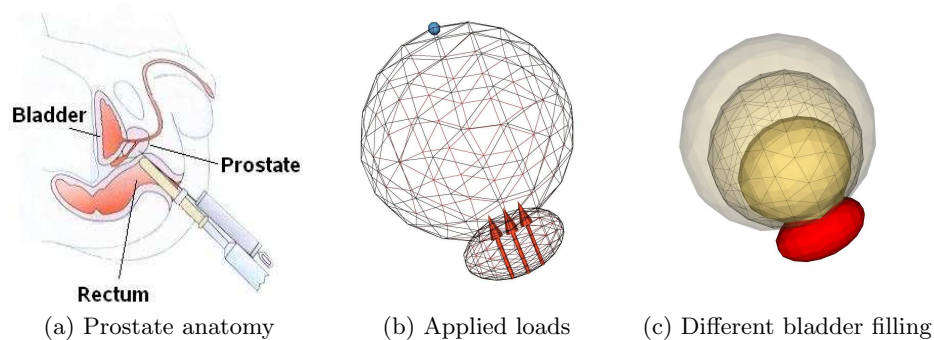 Bladder
Prostate
Rectum
(a) Prostate anatomy
(b) Applied loads
(c) Different bladder filling